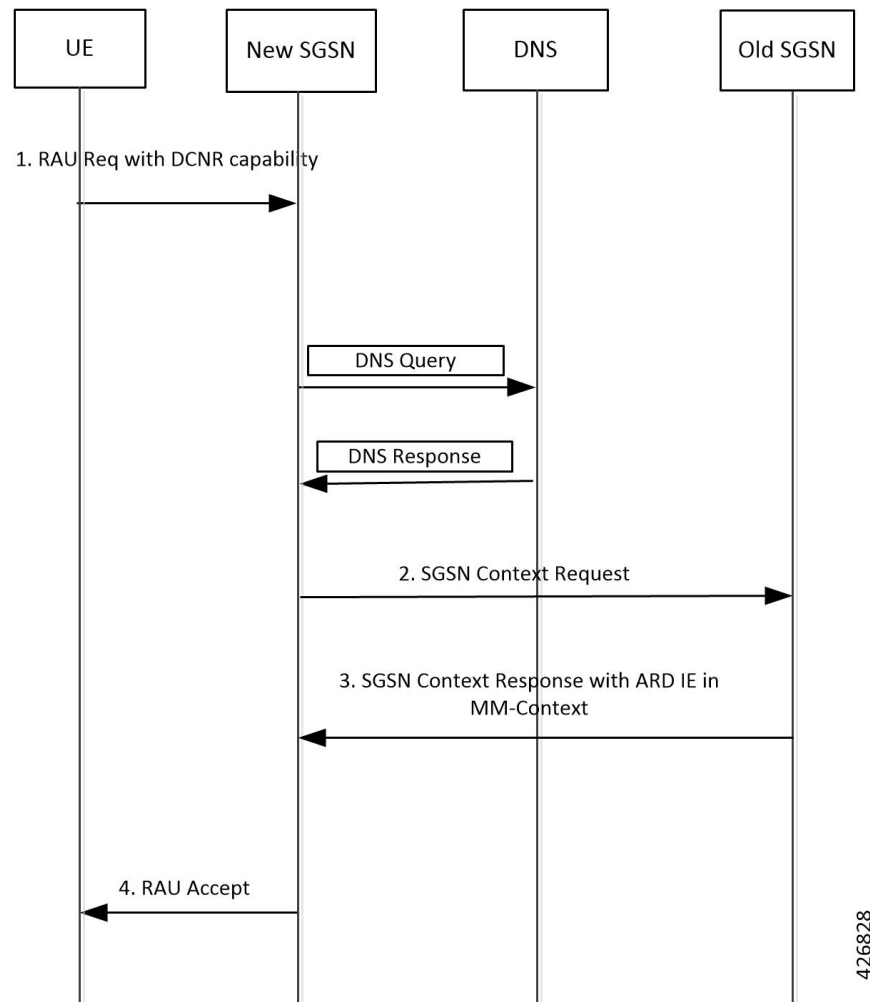 UE
New SGSN
DNS
Old SGSN
1. RAU Req with DCNR capability
DNS Query
DNS Response
2. SGSN Context Request
3. SGSN Context Response with ARD IE in
MM-Context
4. RAU Accept
426828